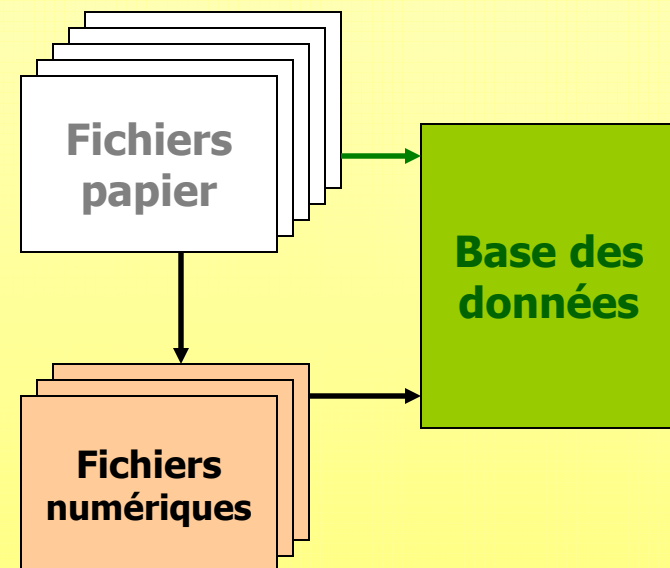 Fichiers
papier
Base des
données
Fichiers
numériques